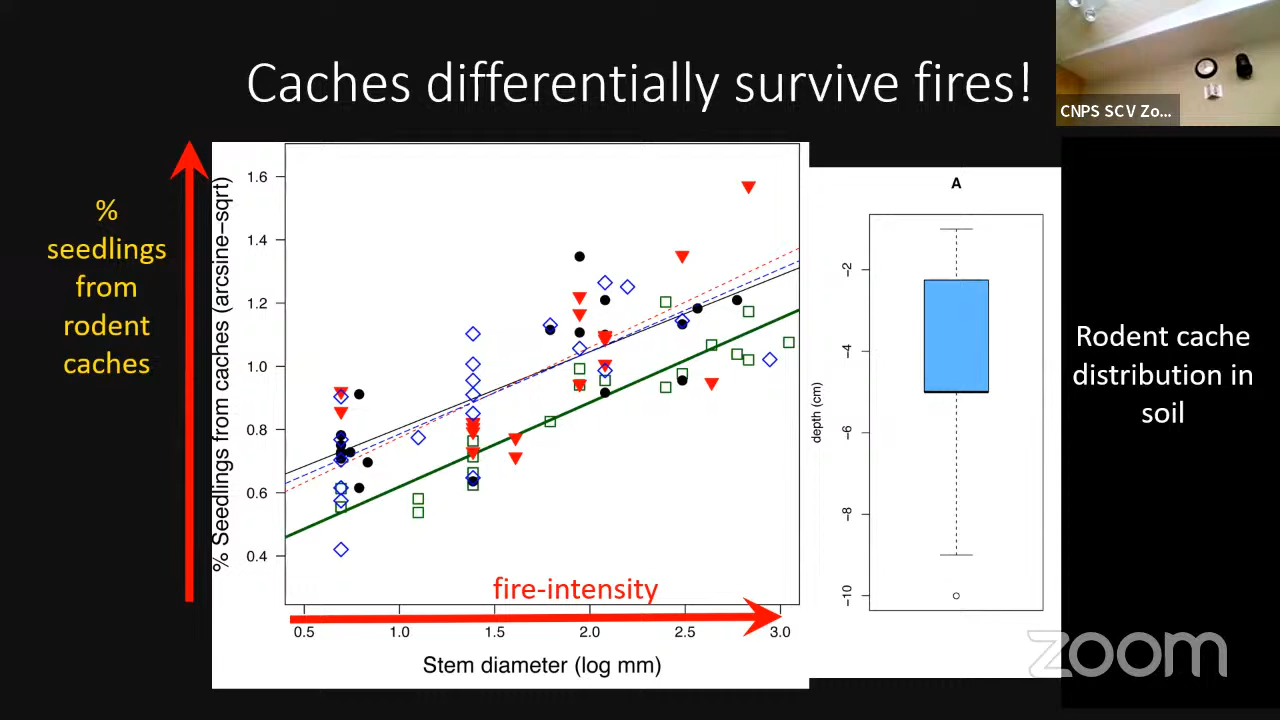 Caches differentially survive fires!
CNPS SCV Zo...
%
seedlings
from
rodent
caches
% Seedlings from caches (arcsine−sqrt)
1.6
1.4
1.2
1.0
0.8
0.6
0.4
fire-intensity
0.5 1.0 1.5 2.0 2.5 3.0
Stem diameter (log mm)
A
depth (cm)
-2
-4
-6
-8
-10
Rodent cache
distribution in
soil
zoom